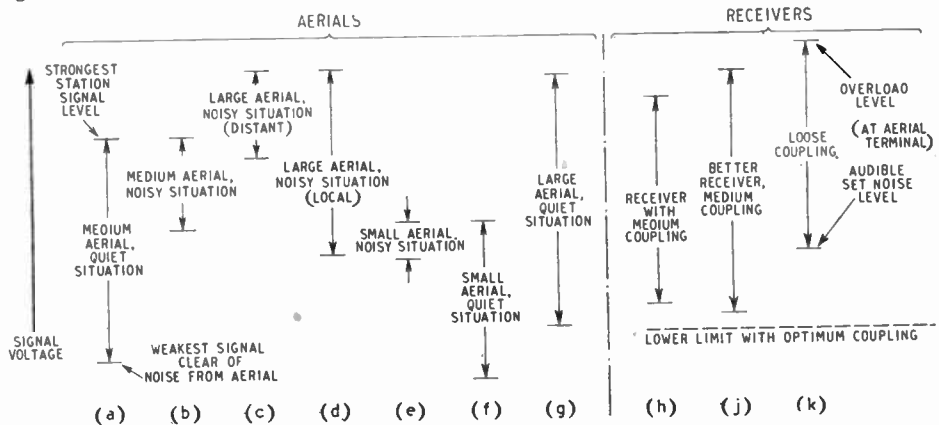 AERIALS
RECEIVERS
STRONGEST
STATION
SIGNAL
LEVEL
MEDIUM
AERIAL,
QUIET
SITUATION
WEAKEST SIGNAL
CLEAR OF
NOISE FROM AERIAL
SIGNAL
VOLTAGE
MEDIUM AERIAL,
NOISY SITUATION
LARGE AERIAL,
NOISY SITUATION
(DISTANT)
LARGE AERIAL,
NOISY SITUATION
(LOCAL)
SMALL AERIAL,
NOISY SITUATION
SMALL
AERIAL,
QUIET
SITUATION
LARGE
AERIAL,
QUIET
SITUATION
RECEIVER
WITH
MEDIUM
COUPLING
BETTER
RECEIVER,
MEDIUM
COUPLING
LOOSE
COUPLING
OVERLOAD
LEVEL
(AT AERIAL
TERMINAL)
AUDIBLE
SET NOISE
LEVEL
LOWER LIMIT WITH OPTIMUM COUPLING
(a) (b) (c) (d) (e) (f) (g) (h) (j) (k)